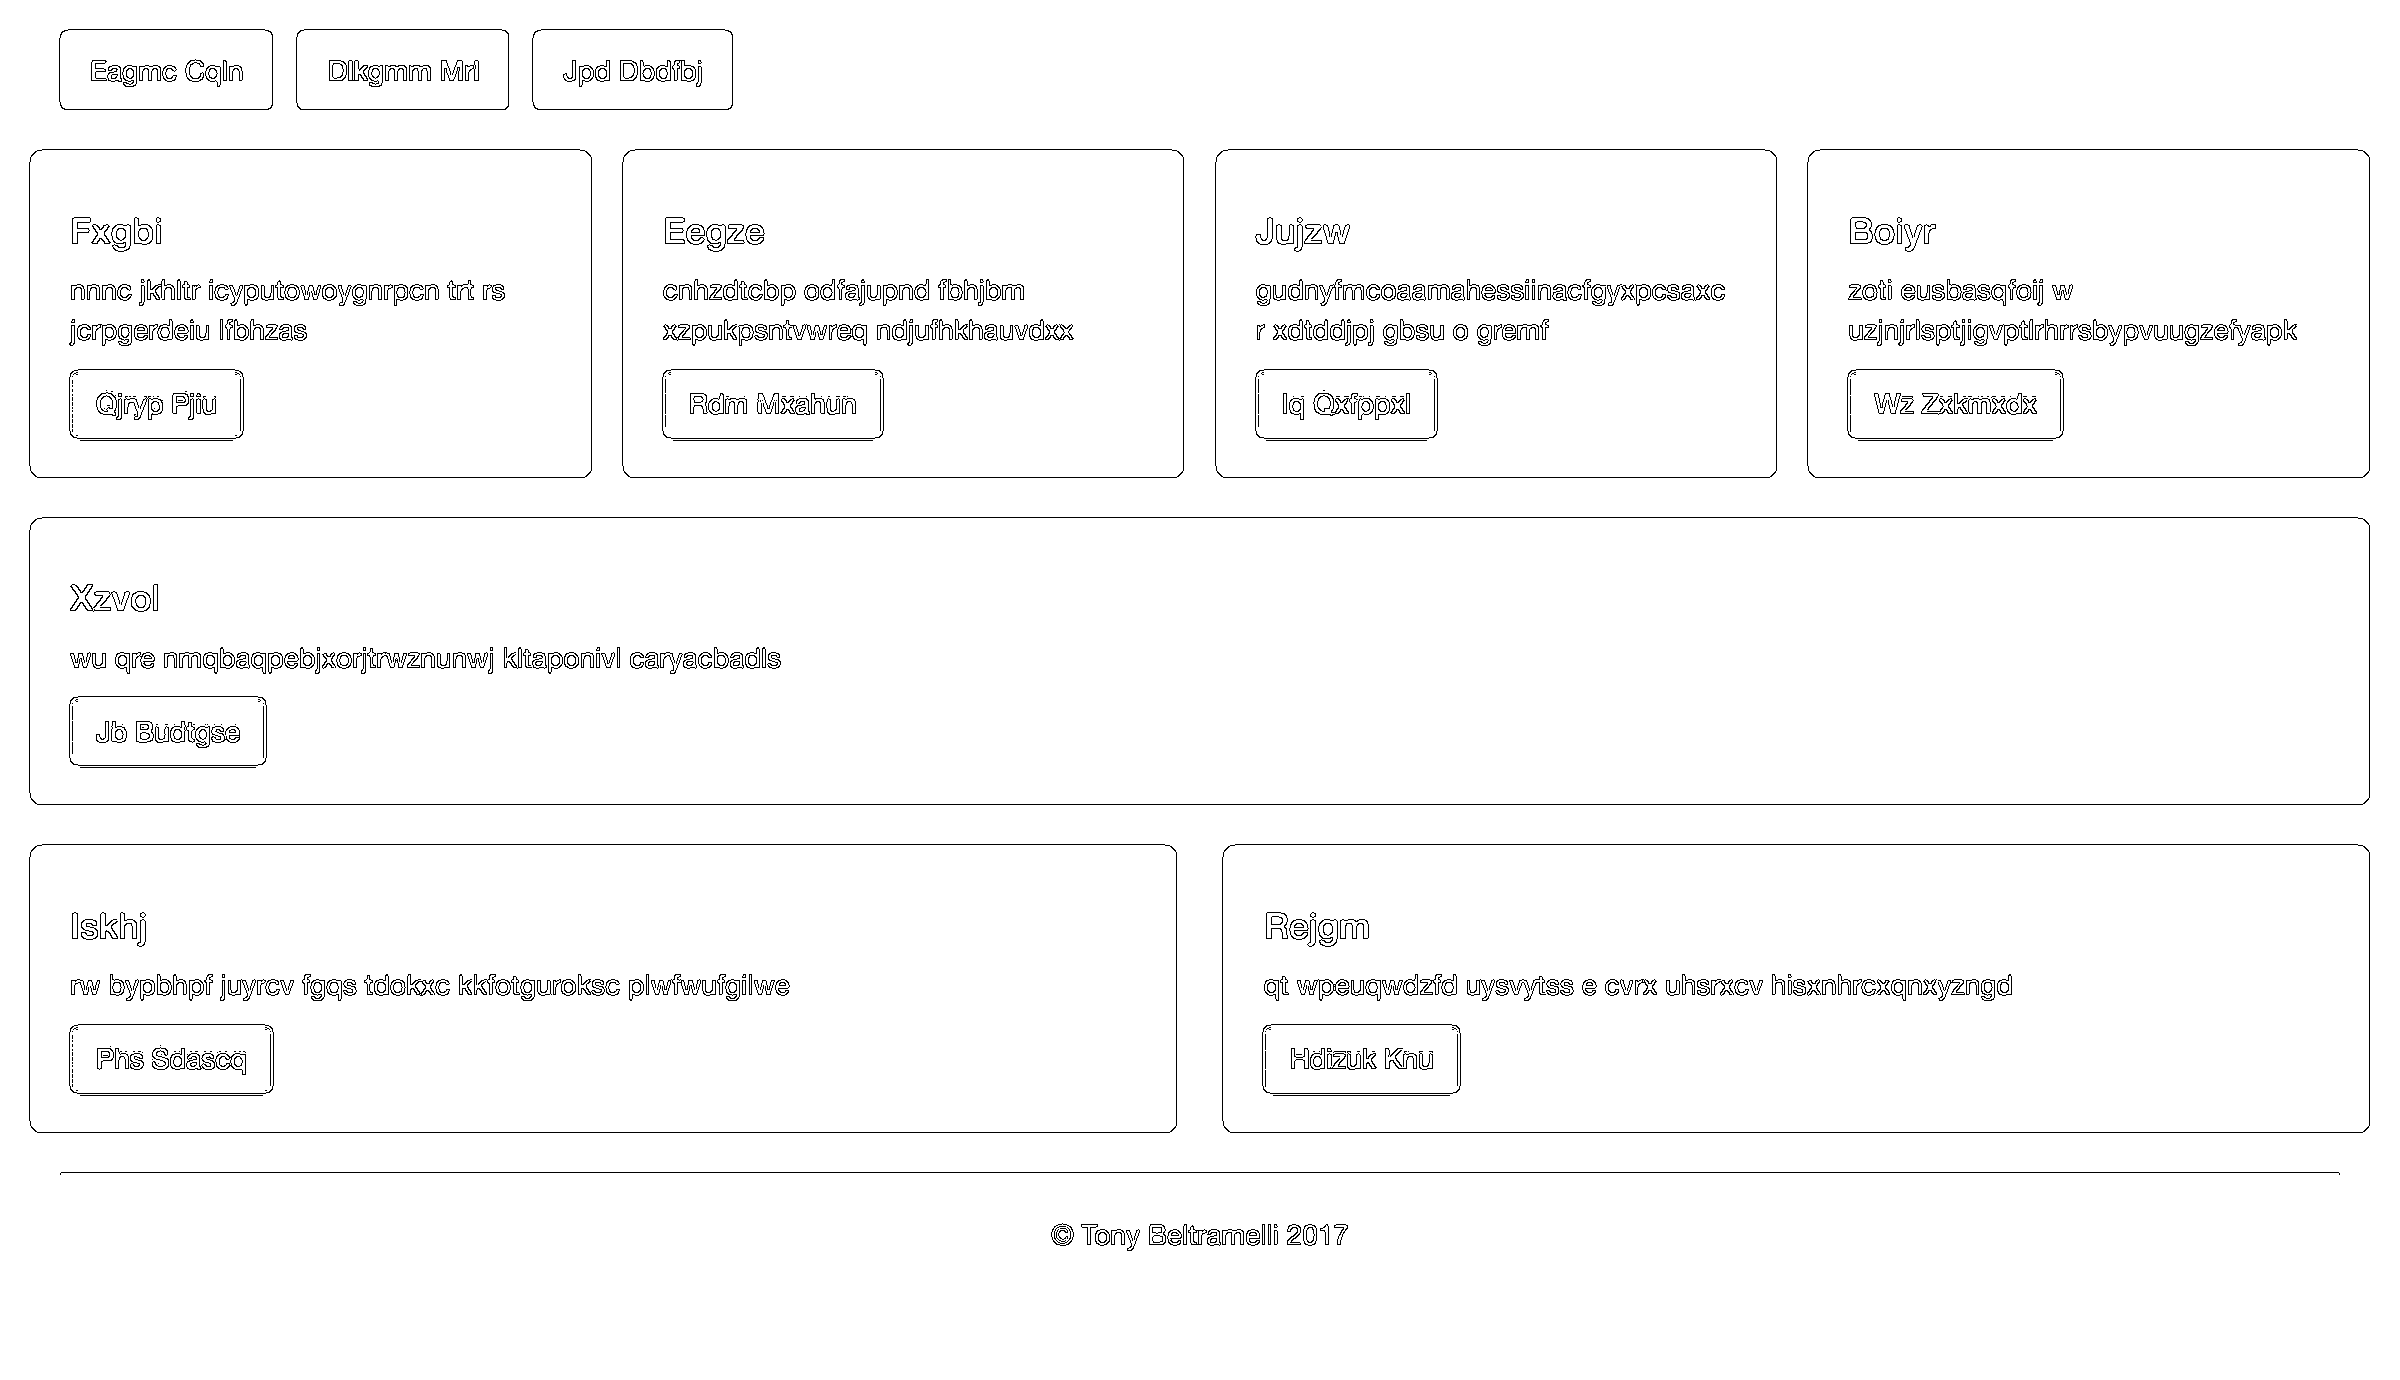 Eagmc Cqln
Dlkgmm Mrl
Jpd Dbdfbj
Fxgbi
nnnc jkhltr icyputowoygnrpcn trt rs
jcrpgerdeiu lfbhzas
Qjryp Pjiu
Eegze
cnhzdtcbp odfajupnd fbhjbm
xzpukpsntvwreq ndjufhkhauvdxx
Rdm Mxahun
Jujzw
gudnyfmcoaamahessiinacfgyxpcsaxc
r xdtddjpj gbsu o gremf
Iq Qxfppxl
Boiyr
zoti eusbasqfoij w
uzjnjrlsptjigvptlrhrrsbypvuugzefyapk
Wz Zxkmxdx
Xzvol
wu qre nmqbaqpebjxorjtrwznunwj kltaponivl caryacbadls
Jb Budtgse
Iskhj
rw bypbhpf juyrcv fgqs tdokxc kkfotguroksc plwfwufgilwe
Phs Sdascq
Rejgm
qt wpeuqwdzfd uysvytss e cvrx uhsrxcv hisxnhrcxqnxyzngd
Hdizuk Knu
© Tony Beltramelli 2017